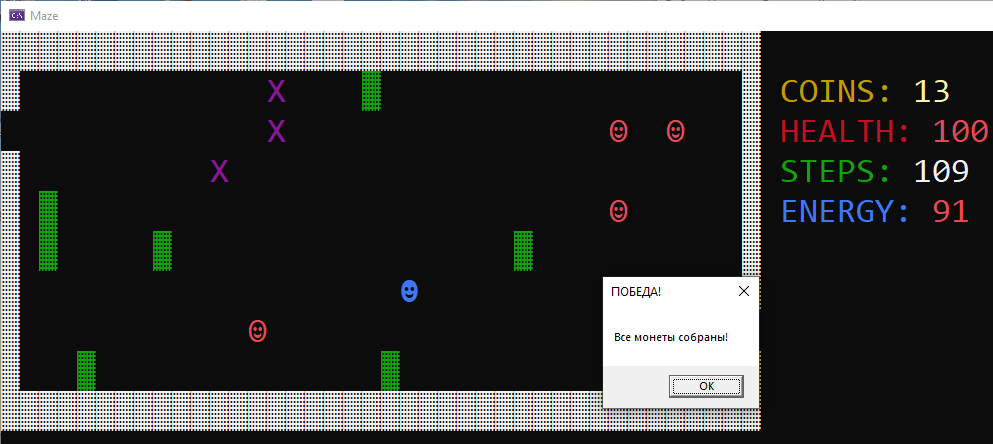 Maze
X
COINS: 13
X
HEALTH: 100
X
STEPS: 109
ENERGY: 91
ПОБЕДА!
Все монеты собраны!
OK